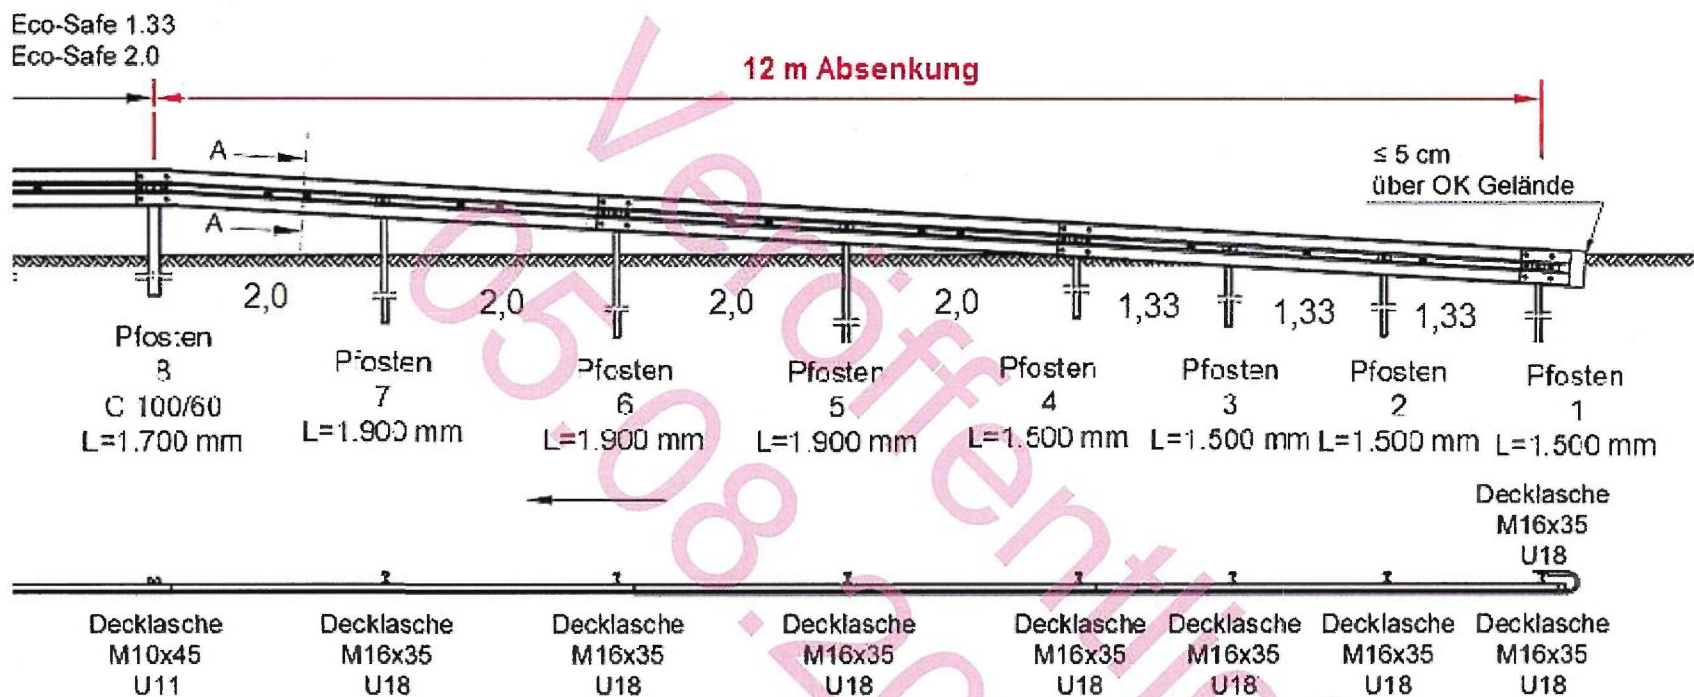 Eco-Safe 1.33
Eco-Safe 2.0
12 m Absenkung
A
A
≤ 5 cm
über OK Gelände
2,0
2,0
2,0
2,0
1,33
1,33
1,33
Pfosten
8
C 100/60
L=1.700 mm
Pfosten
7
L=1.900 mm
Pfosten
6
L=1.900 mm
Pfosten
5
L=1.900 mm
Pfosten
4
L=1.500 mm
Pfosten
3
L=1.500 mm
Pfosten
2
L=1.500 mm
Pfosten
1
L=1.500 mm
Decklasche
M16x35
U18
Decklasche
M10x45
U11
Decklasche
M16x35
U18
Decklasche
M16x35
U18
Decklasche
M16x35
U18
Decklasche
M16x35
U18
Decklasche
M16x35
U18
Decklasche
M16x35
U18
Decklasche
M16x35
U18
Veröffentlin
05.08.20